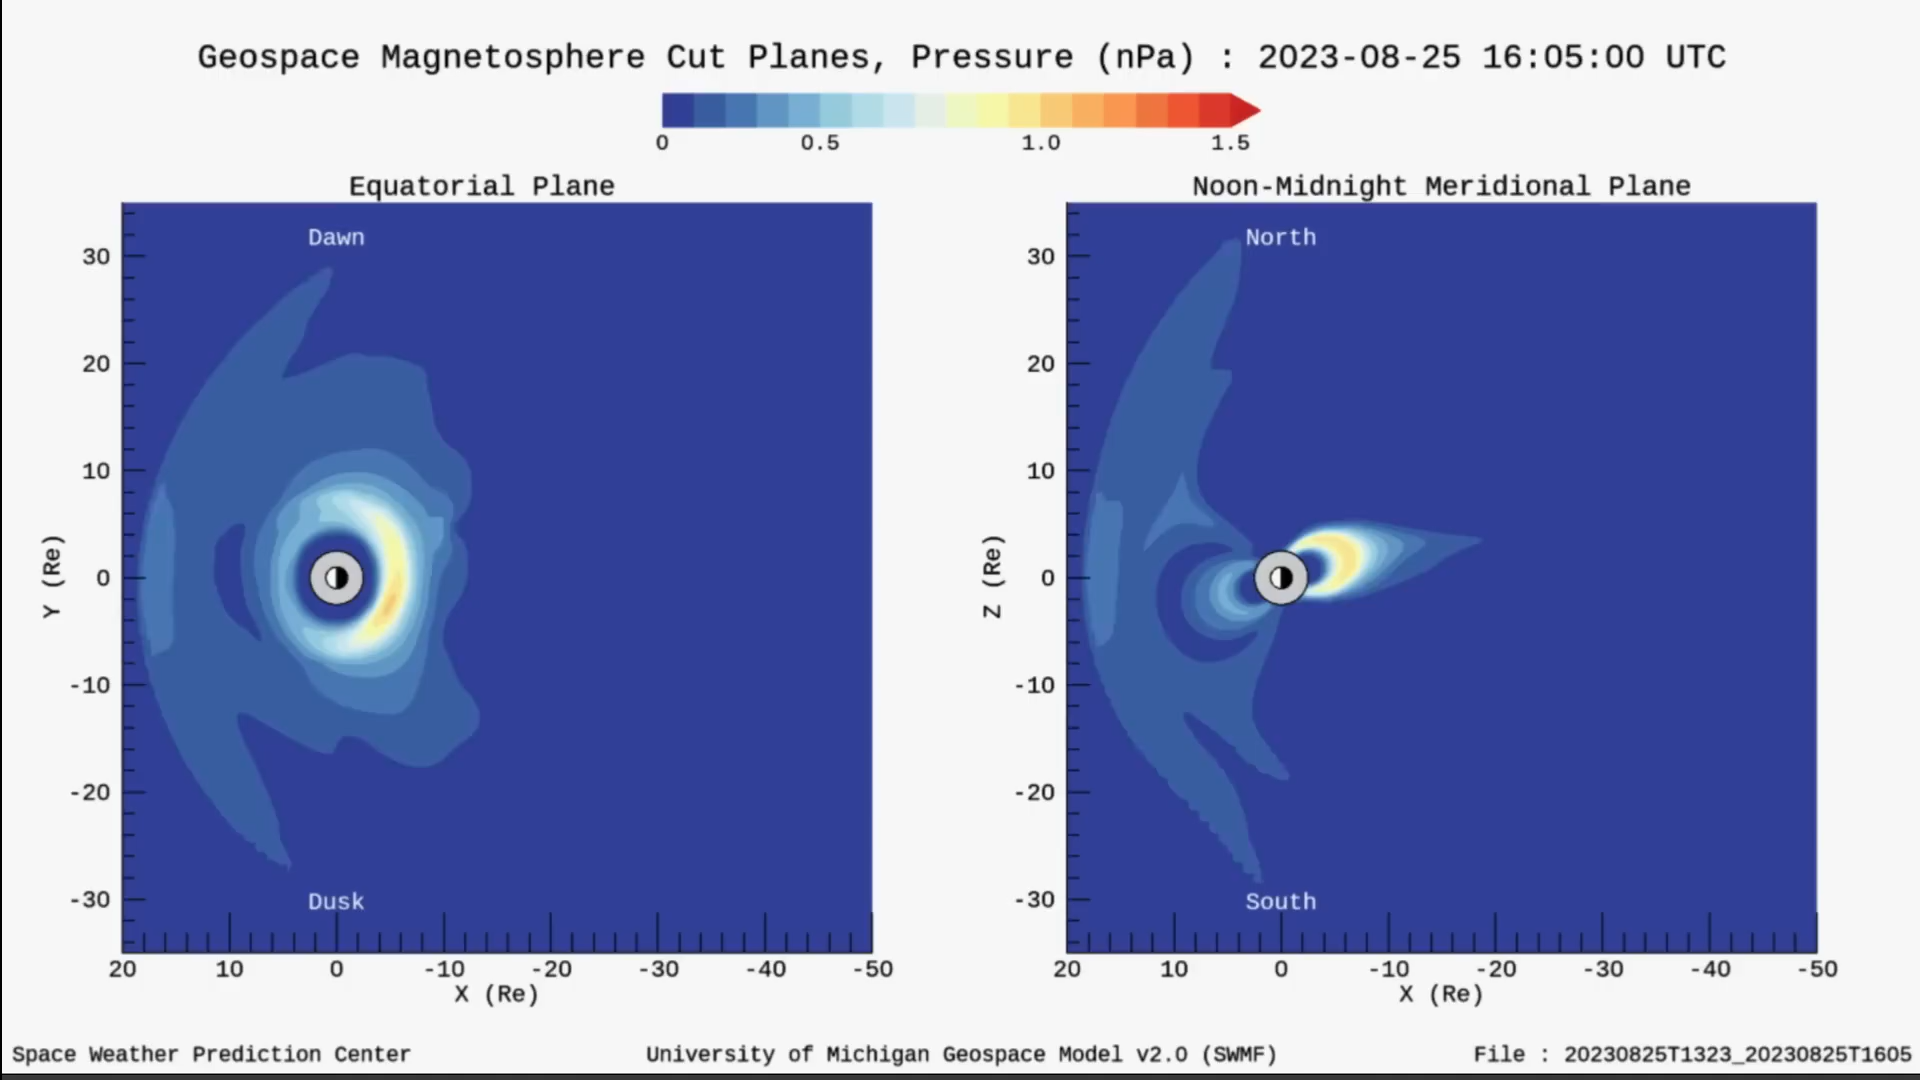 Geospace Magnetosphere Cut Planes, Pressure (nPa) : 2023-08-25 16:05:00 UTC
0 0.5 1.0 1.5
Equatorial Plane
Dawn
30
20
10
0
-10
-20
-30
Y (Re)
Dusk
20 10 0 -10 -20 -30 -40 -50
X (Re)
Noon-Midnight Meridional Plane
North
30
20
10
0
-10
-20
-30
Z (Re)
South
20 10 0 -10 -20 -30 -40 -50
X (Re)
Space Weather Prediction Center
University of Michigan Geospace Model v2.0 (SWMF)
File : 20230825T1323_20230825T1605